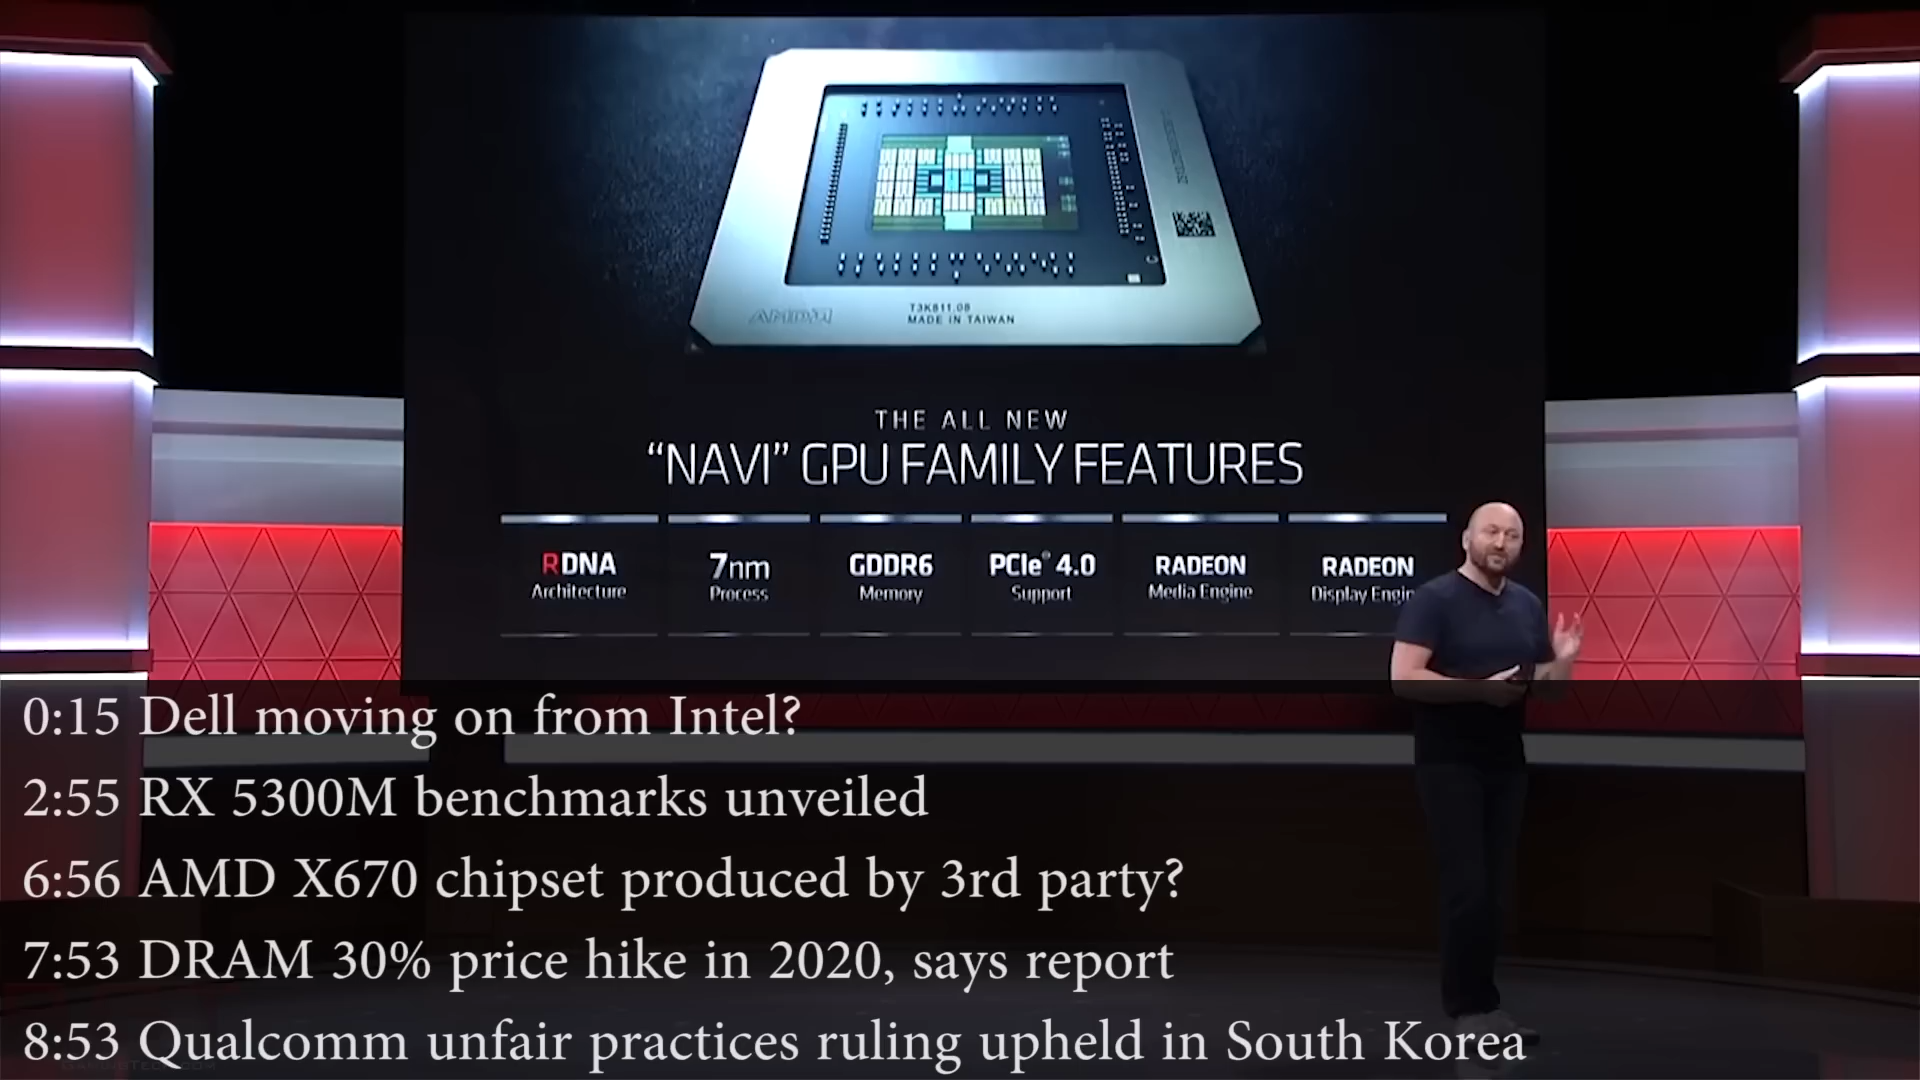 AMD
T3K811.08
MADE IN TAIWAN
THE ALL NEW
“NAVI” GPU FAMILY FEATURES
RDNA
Architecture
7nm
Process
GDDR6
Memory
PCIe® 4.0
Support
RADEON
Media Engine
RADEON
Display Engin
0:15 Dell moving on from Intel?
2:55 RX 5300M benchmarks unveiled
6:56 AMD X670 chipset produced by 3rd party?
7:53 DRAM 30% price hike in 2020, says report
8:53 Qualcomm unfair practices ruling upheld in South Korea